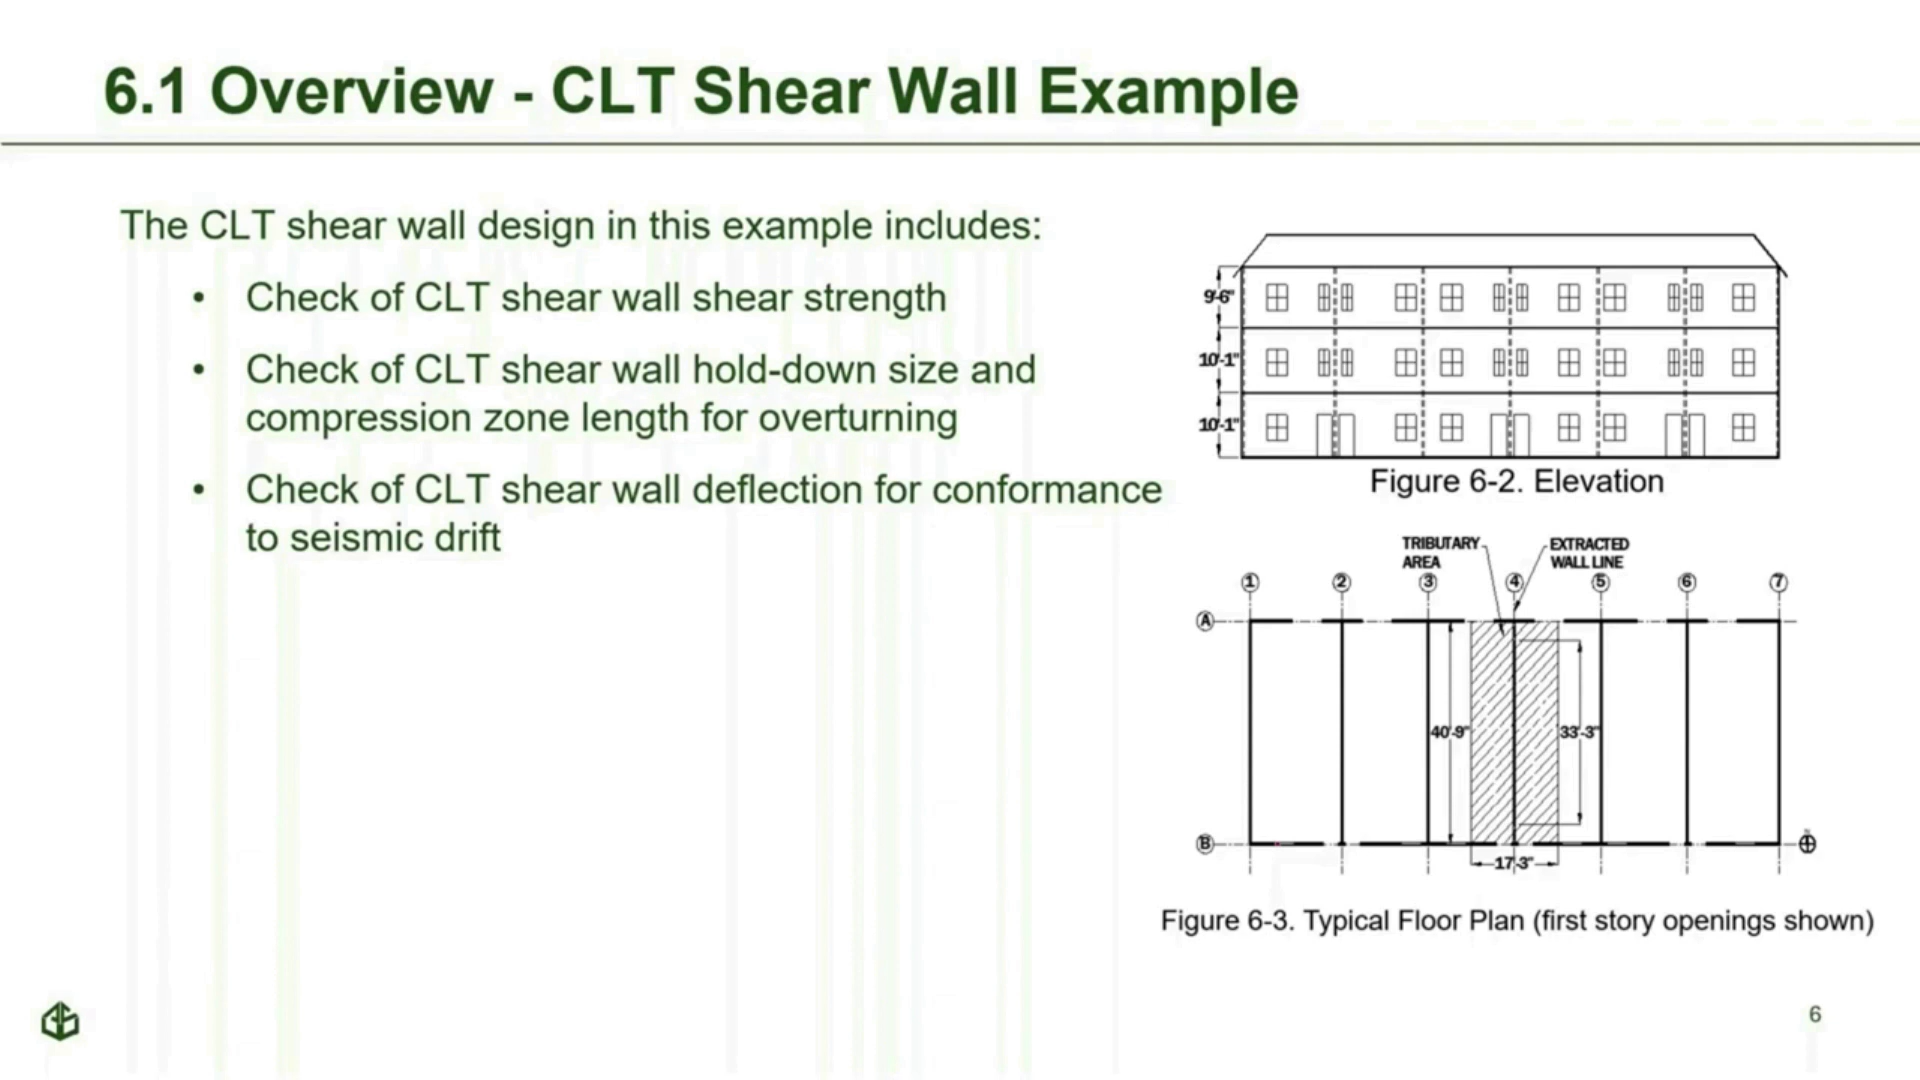 6.1 Overview - CLT Shear Wall Example
The CLT shear wall design in this example includes:
• Check of CLT shear wall shear strength
• Check of CLT shear wall hold-down size and
compression zone length for overturning
• Check of CLT shear wall deflection for conformance
to seismic drift
9'-6"
10'-1"
10'-1"
Figure 6-2. Elevation
TRIBUTARY
AREA
EXTRACTED
WALL LINE
1 2 3 4 5 6 7
A
40'-9"
33'-3"
B
17'-3"
Figure 6-3. Typical Floor Plan (first story openings shown)
6